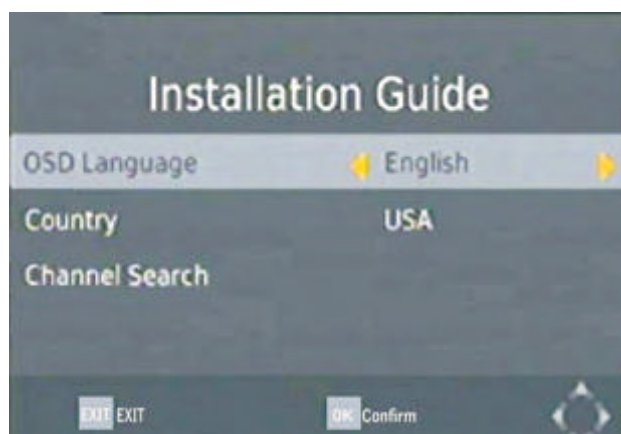 Installation Guide
OSD Language English
Country USA
Channel Search
EXIT EXIT OK Confirm